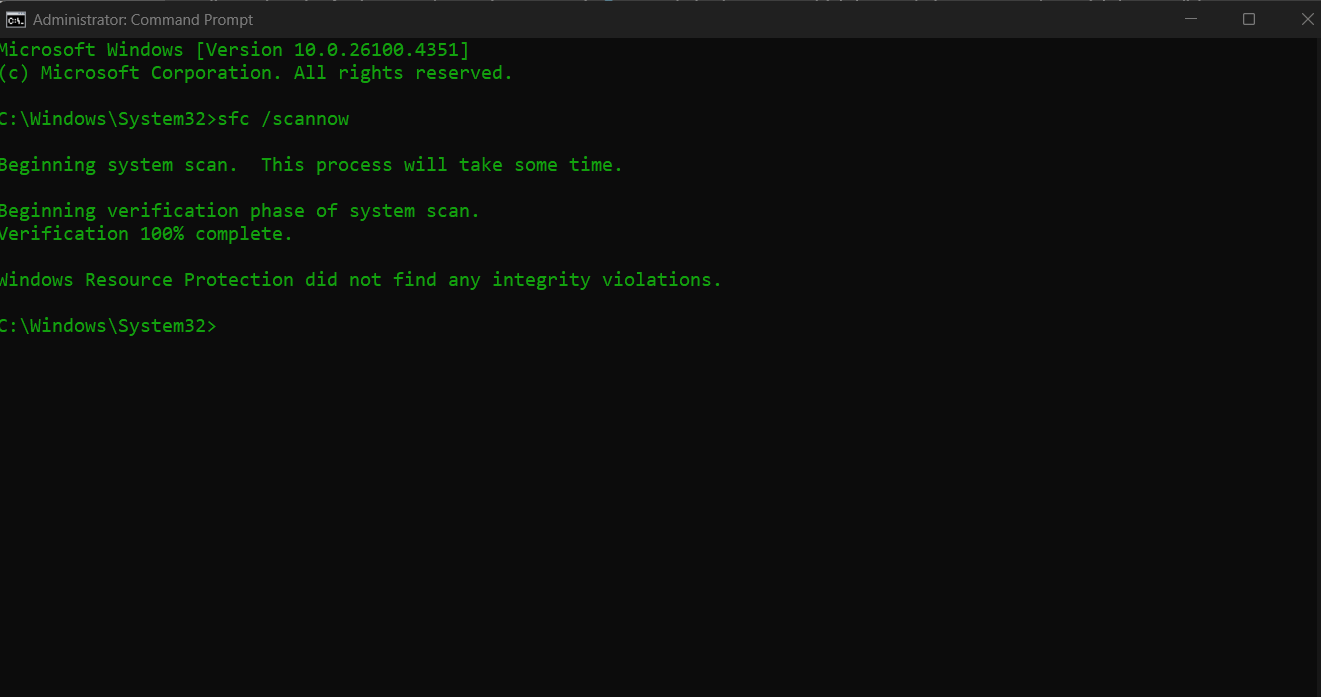 Administrator: Command Prompt
Microsoft Windows [Version 10.0.26100.4351]
(c) Microsoft Corporation. All rights reserved.
C:\Windows\System32>sfc /scannow
Beginning system scan.  This process will take some time.
Beginning verification phase of system scan.
Verification 100% complete.
Windows Resource Protection did not find any integrity violations.
C:\Windows\System32>